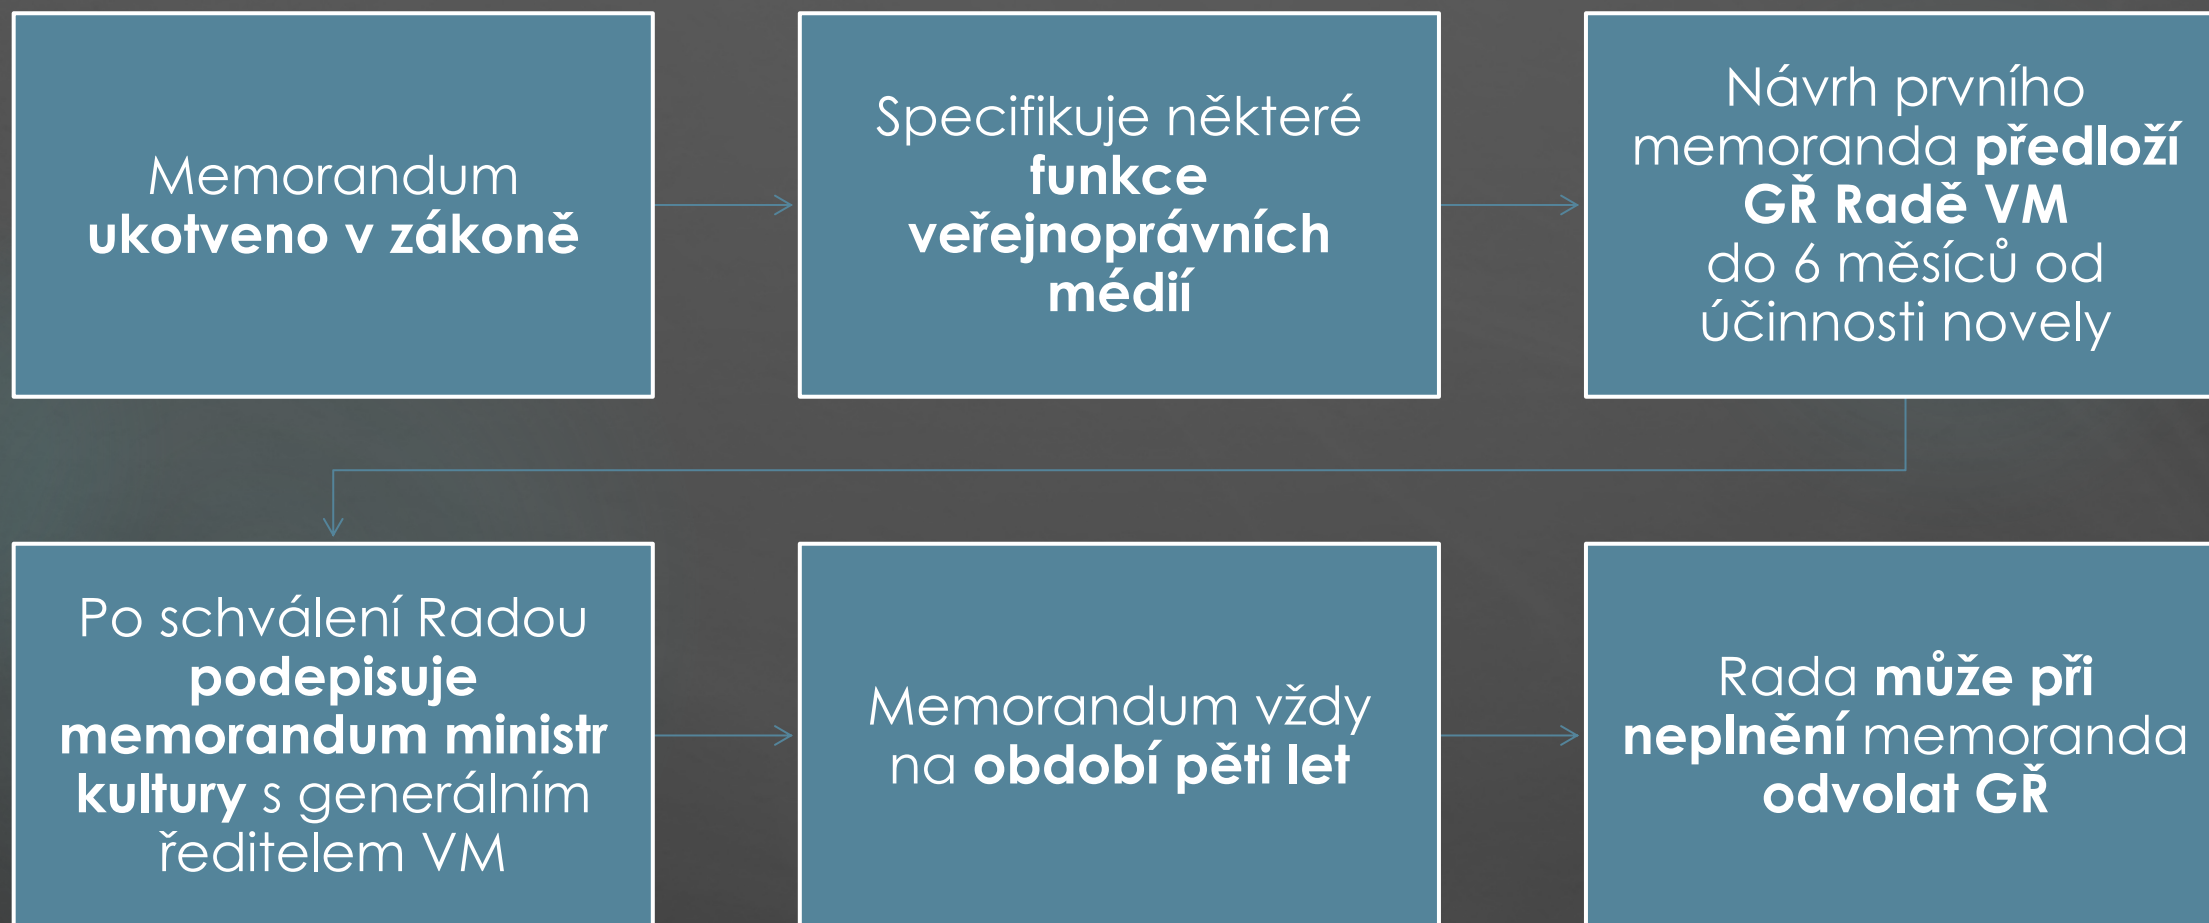 Memorandum
ukotveno v zákoně
Specifikuje některé
funkce
veřejnoprávních
médií
Návrh prvního
memoranda předloží
GŘ Radě VM
do 6 měsíců od
účinnosti novely
Po schválení Radou
podepisuje
memorandum ministr
kultury s generálním
ředitelem VM
Memorandum vždy
na období pěti let
Rada může při
neplnění memoranda
odvolat GŘ